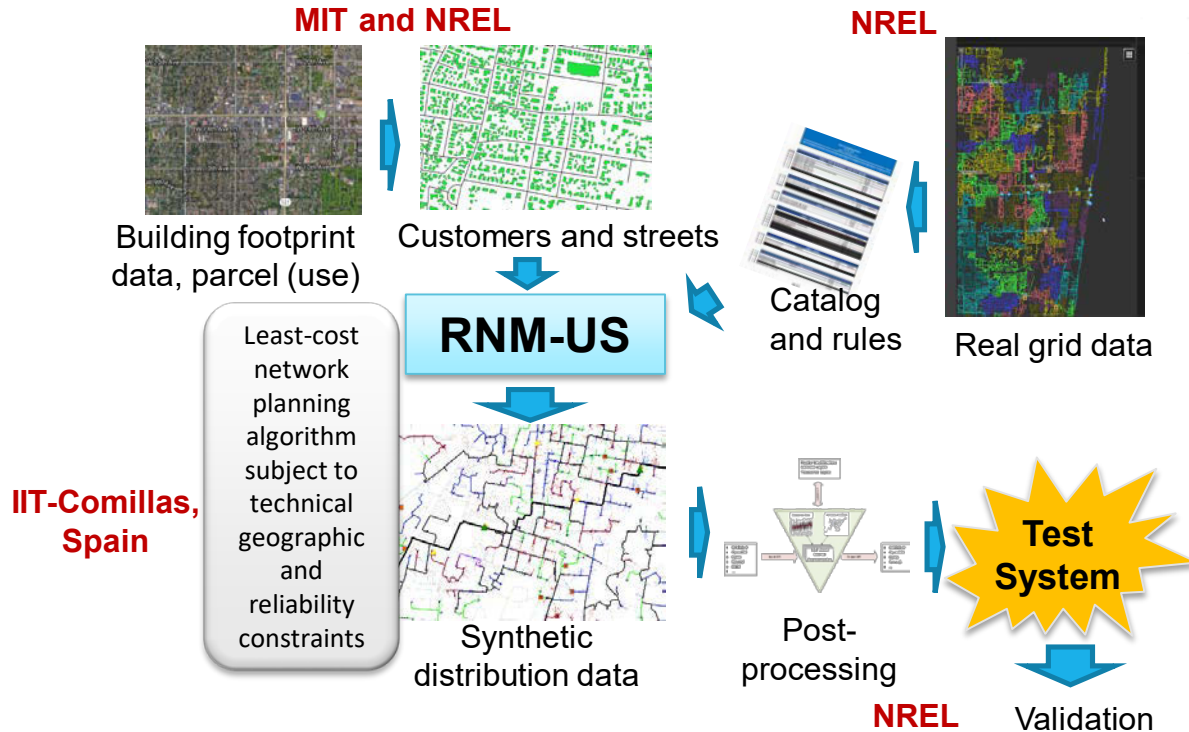 MIT and NREL
NREL
Building footprint
data, parcel (use)
Customers and streets
Catalog
and rules
Real grid data
RNM-US
Least-cost
network
planning
algorithm
subject to
technical
geographic
and
reliability
constraints
IIT-Comillas,
Spain
Synthetic
distribution data
Post-
processing
Test
System
NREL
Validation